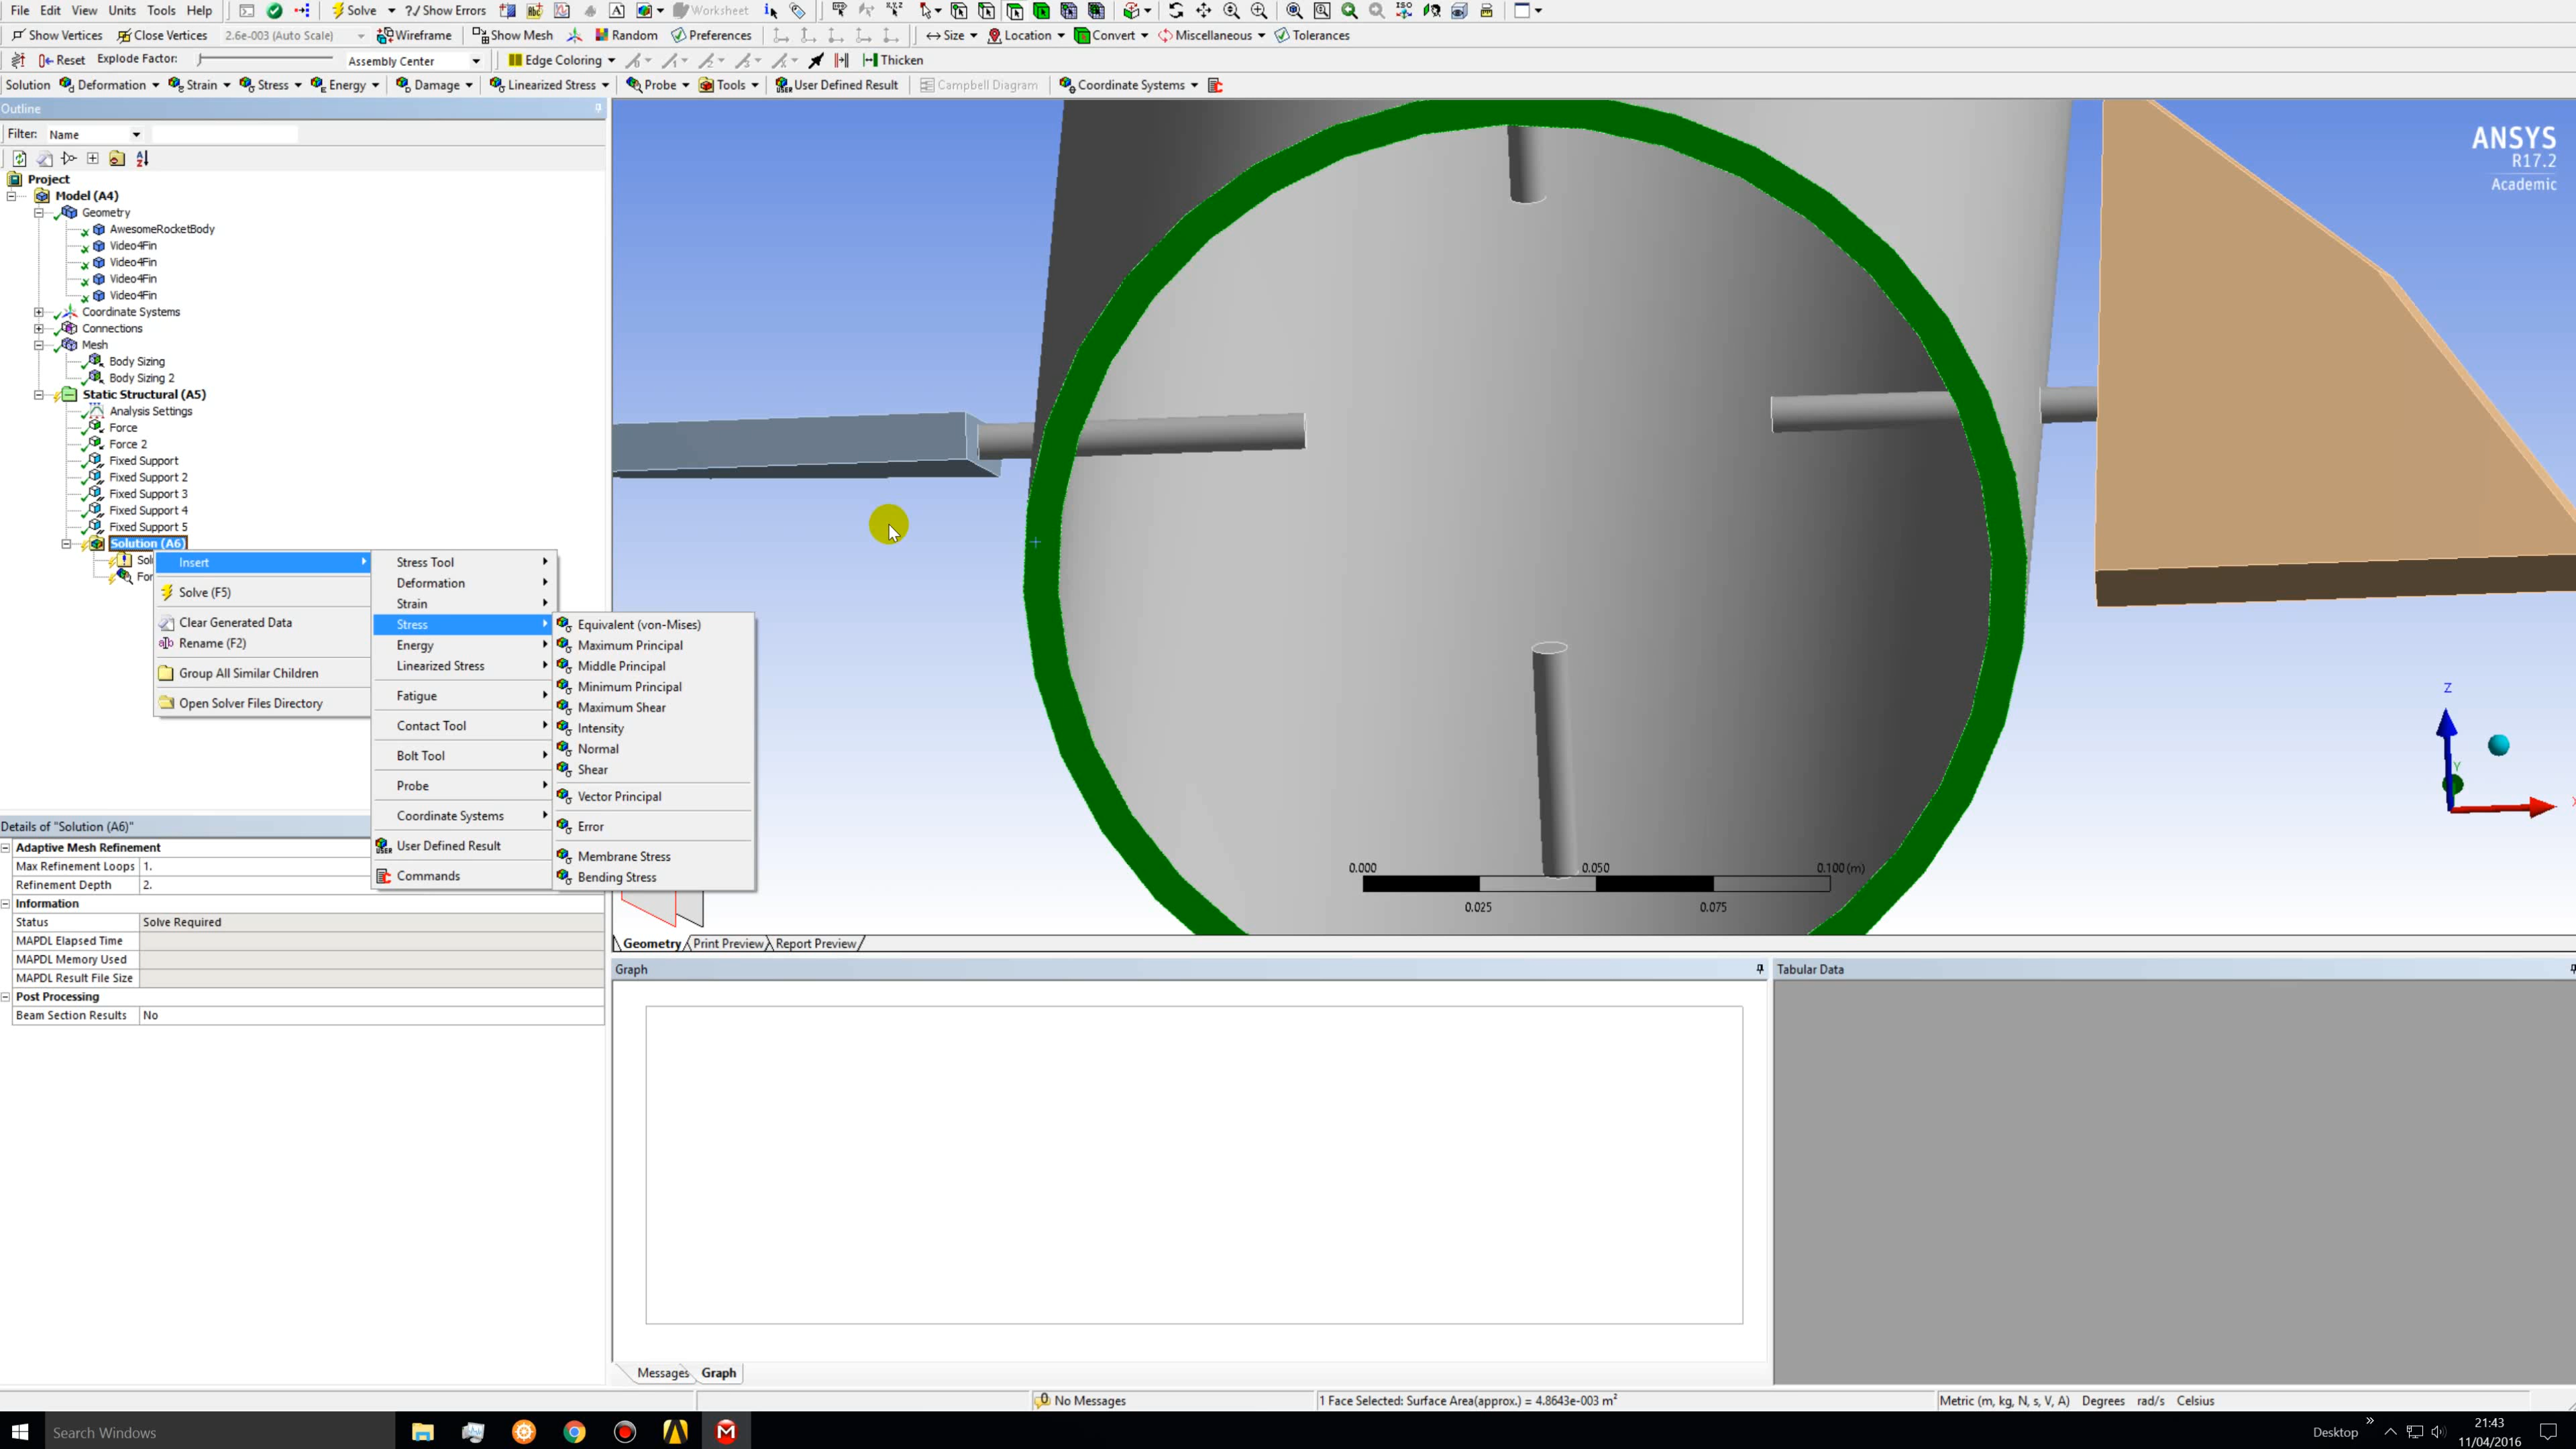 File Edit View Units Tools Help Solve ?/ Show Errors Worksheet
Show Vertices Close Vertices 2.6e-003 (Auto Scale) Wireframe Show Mesh Random Preferences Size Location Convert Miscellaneous Tolerances
Reset Explode Factor: Assembly Center Edge Coloring Thicken
Solution Deformation Strain Stress Energy Damage Linearized Stress Probe Tools User Defined Result Campbell Diagram Coordinate Systems
Outline
Filter: Name
Project
Model (A4)
Geometry
AwesomeRocketBody
Video4Fin
Video4Fin
Video4Fin
Video4Fin
Coordinate Systems
Connections
Mesh
Body Sizing
Body Sizing 2
Static Structural (A5)
Analysis Settings
Force
Force 2
Fixed Support
Fixed Support 2
Fixed Support 3
Fixed Support 4
Fixed Support 5
Solution (A6)
Sol
For
Insert
Solve (F5)
Clear Generated Data
Rename (F2)
Group All Similar Children
Open Solver Files Directory
Stress Tool
Deformation
Strain
Stress
Energy
Linearized Stress
Fatigue
Contact Tool
Bolt Tool
Probe
Coordinate Systems
User Defined Result
Commands
Equivalent (von-Mises)
Maximum Principal
Middle Principal
Minimum Principal
Maximum Shear
Intensity
Normal
Shear
Vector Principal
Error
Membrane Stress
Bending Stress
Details of "Solution (A6)"
Adaptive Mesh Refinement
Max Refinement Loops 1.
Refinement Depth 2.
Information
Status Solve Required
MAPDL Elapsed Time
MAPDL Memory Used
MAPDL Result File Size
Post Processing
Beam Section Results No
ANSYS
R17.2
Academic
Z
Y
X
0.000 0.050 0.100 (m)
0.025 0.075
Geometry Print Preview Report Preview
Graph
Tabular Data
Messages Graph
No Messages 1 Face Selected: Surface Area(approx.) = 4.8643e-003 m² Metric (m, kg, N, s, V, A) Degrees rad/s Celsius
Search Windows
Desktop
21:43
11/04/2016